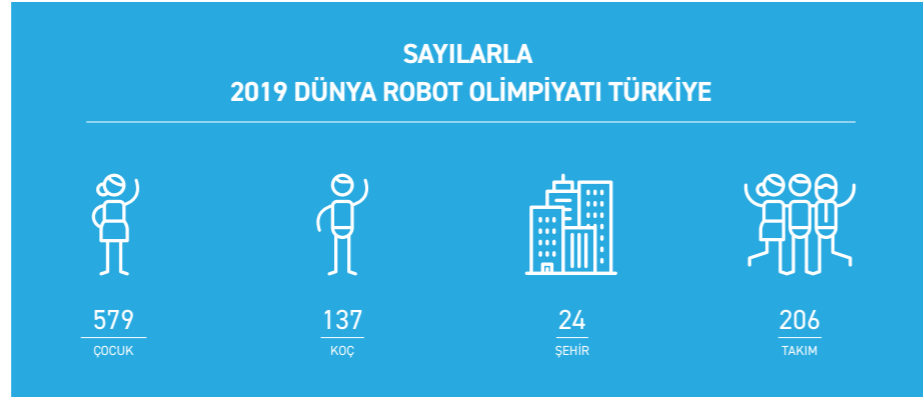 SAYILARLA
2019 DÜNYA ROBOT OLİMPİYATI TÜRKİYE
579
ÇOCUK
137
KOÇ
24
ŞEHİR
206
TAKIM